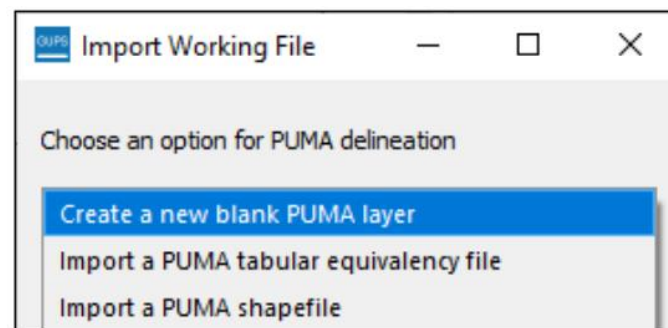 GUPS Import Working File
Choose an option for PUMA delineation
Create a new blank PUMA layer
Import a PUMA tabular equivalency file
Import a PUMA shapefile